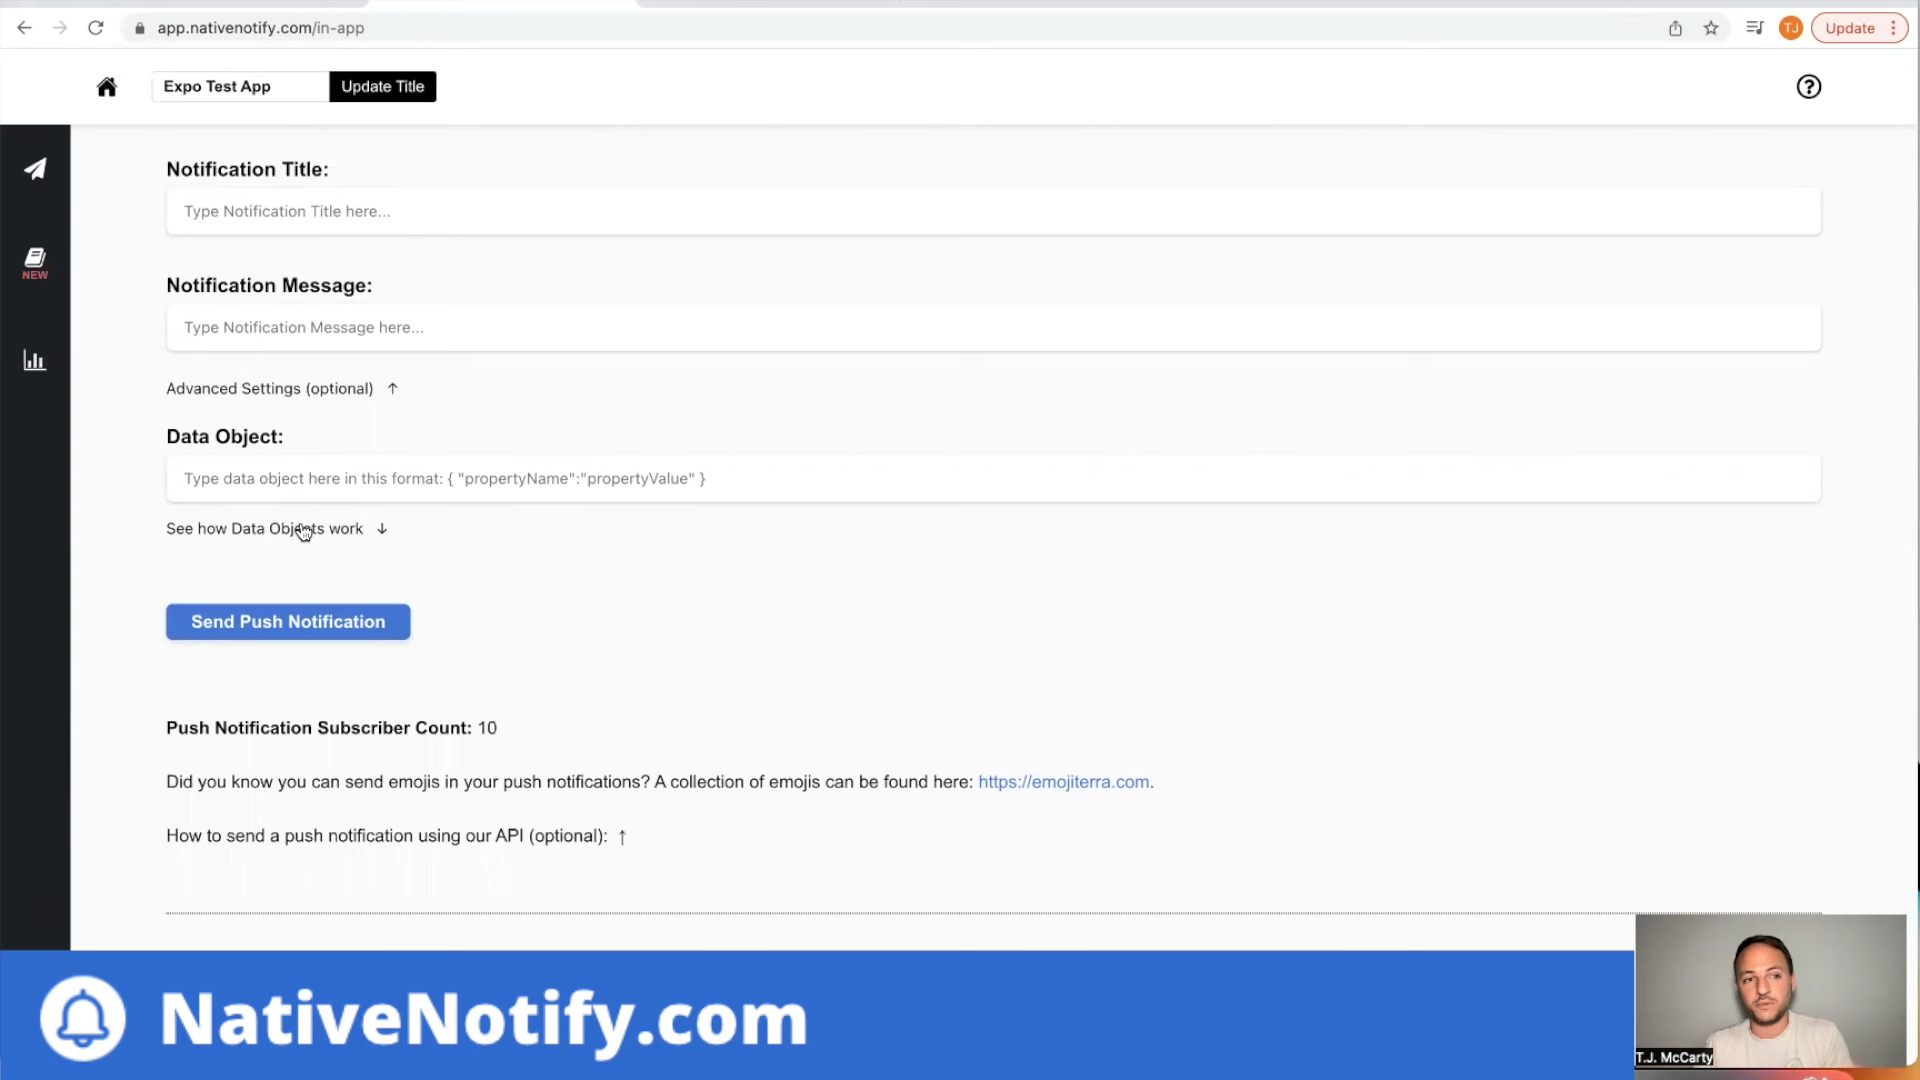 app.nativenotify.com/in-app
TJ
Update
Expo Test App
Update Title
Notification Title:
Type Notification Title here...
NEW
Notification Message:
Type Notification Message here...
Advanced Settings (optional) ↑
Data Object:
Type data object here in this format: { "propertyName":"propertyValue" }
See how Data Objects work ↓
Send Push Notification
Push Notification Subscriber Count: 10
Did you know you can send emojis in your push notifications? A collection of emojis can be found here: https://emojiterra.com.
How to send a push notification using our API (optional): ↑
NativeNotify.com
T.J. McCarty